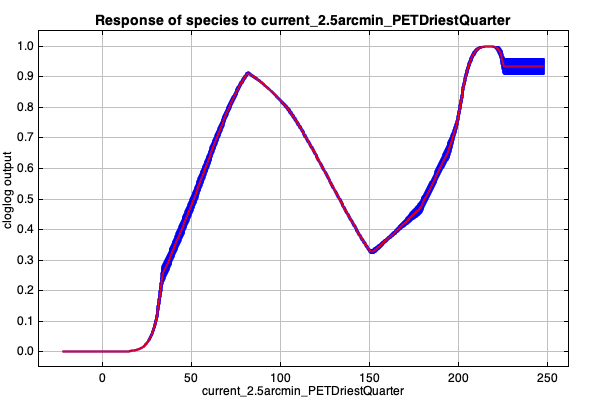 Response of species to current_2.5arcmin_PETDriestQuarter
cloglog output
1.0
0.9
0.8
0.7
0.6
0.5
0.4
0.3
0.2
0.1
0.0
0 50 100 150 200 250
current_2.5arcmin_PETDriestQuarter